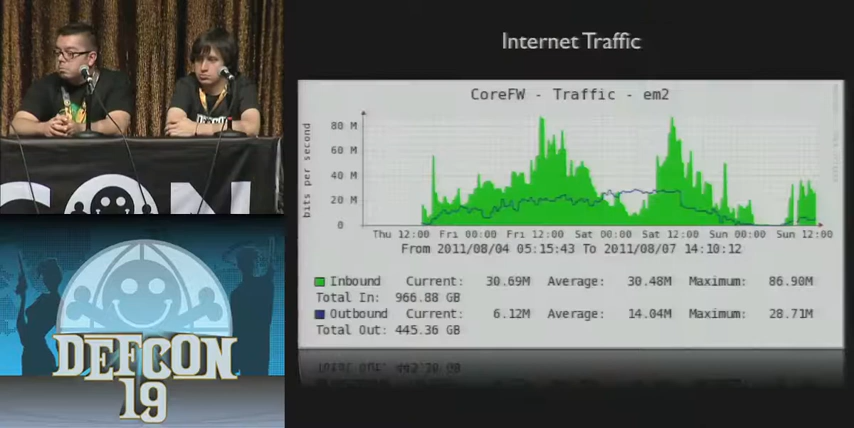 Internet Traffic
CoreFW - Traffic - em2
bits per second
80 M
60 M
40 M
20 M
0
Thu 12:00 Fri 00:00 Fri 12:00 Sat 00:00 Sat 12:00 Sun 00:00 Sun 12:00
From 2011/08/04 05:15:43 To 2011/08/07 14:10:12
Inbound Current: 30.69M Average: 30.48M Maximum: 86.90M
Total In: 966.88 GB
Outbound Current: 6.12M Average: 14.04M Maximum: 28.71M
Total Out: 445.36 GB
CON
DEFCON
19